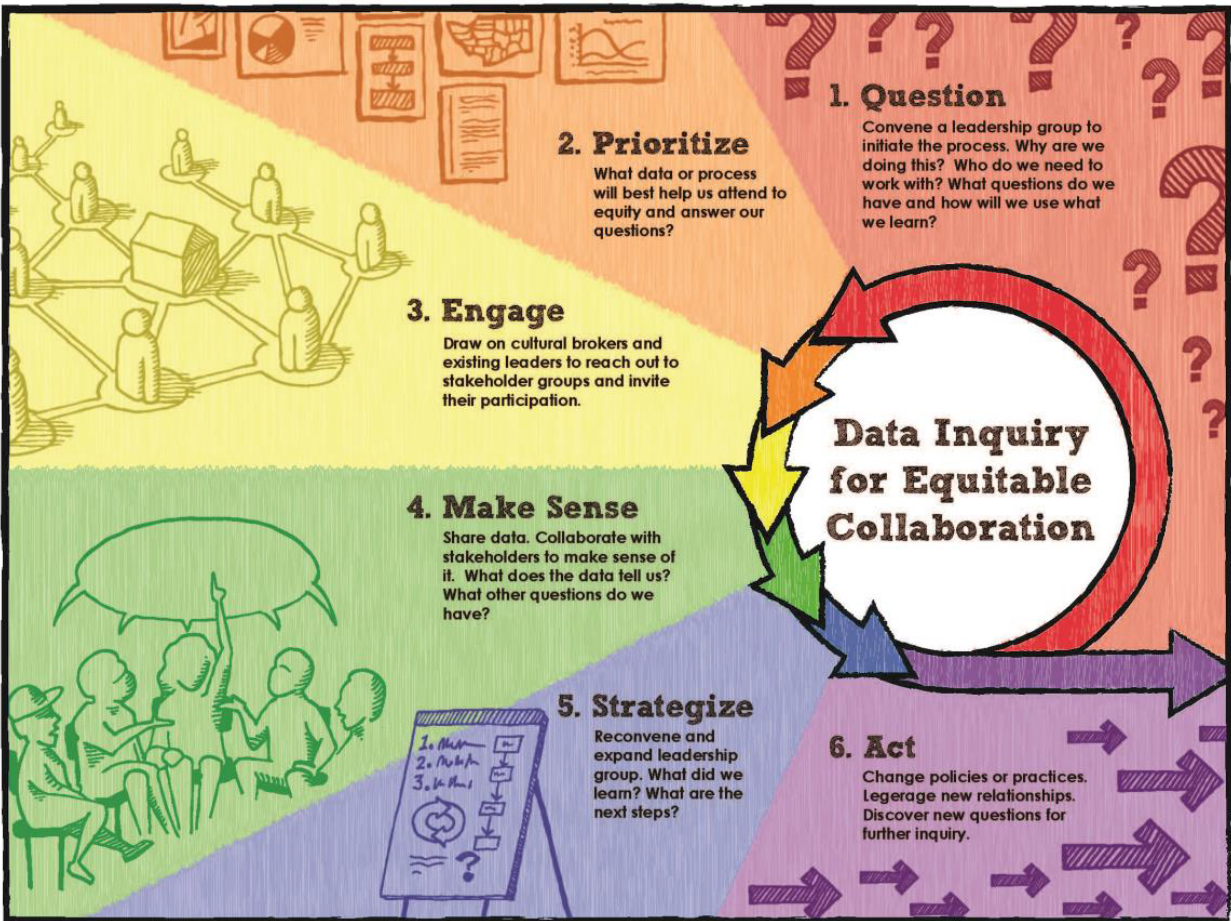 1. Question
Convene a leadership group to
initiate the process. Why are we
doing this? Who do we need to
work with? What questions do we
have and how will we use what
we learn?
2. Prioritize
What data or process
will best help us attend to
equity and answer our
questions?
3. Engage
Draw on cultural brokers and
existing leaders to reach out to
stakeholder groups and invite
their participation.
Data Inquiry
for Equitable
Collaboration
4. Make Sense
Share data. Collaborate with
stakeholders to make sense of
it. What does the data tell us?
What other questions do we
have?
5. Strategize
Reconvene and
expand leadership
group. What did we
learn? What are the
next steps?
1.
2.
3.
?
6. Act
Change policies or practices.
Legerage new relationships.
Discover new questions for
further inquiry.